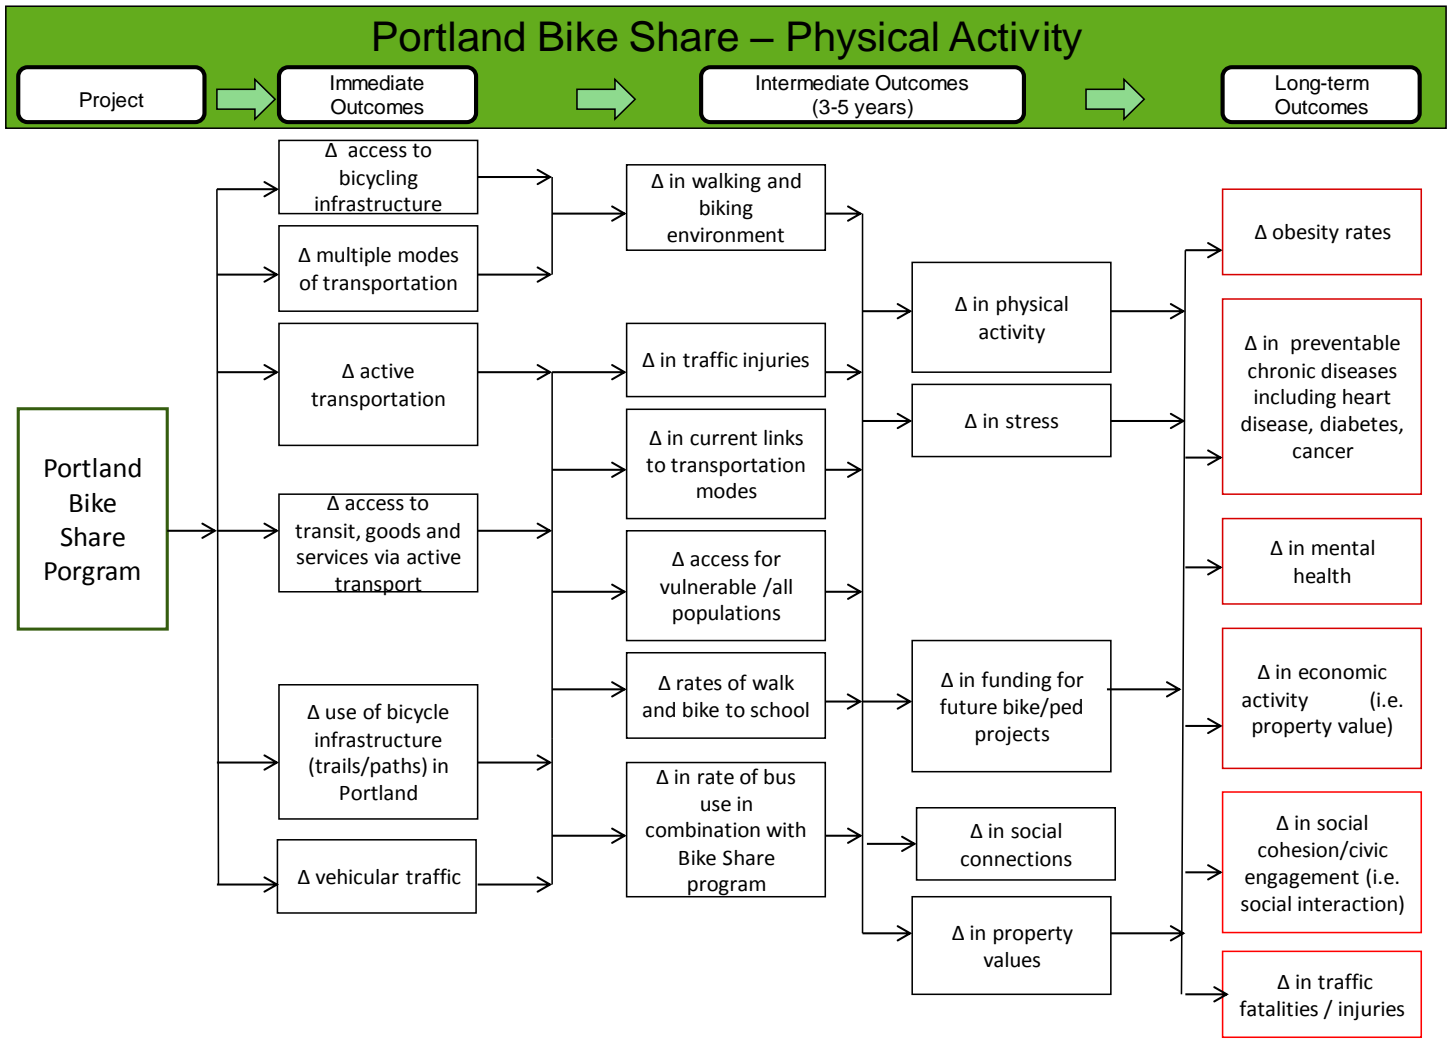 Portland Bike Share – Physical Activity
Project
Immediate
Outcomes
Intermediate Outcomes
(3-5 years)
Long-term
Outcomes
Portland
Bike
Share
Porgram
Δ access to
bicycling
infrastructure
Δ multiple modes
of transportation
Δ active
transportation
Δ access to
transit, goods and
services via active
transport
Δ use of bicycle
infrastructure
(trails/paths) in
Portland
Δ vehicular traffic
Δ in walking and
biking
environment
Δ in traffic injuries
Δ in current links
to transportation
modes
Δ access for
vulnerable /all
populations
Δ rates of walk
and bike to school
Δ in rate of bus
use in
combination with
Bike Share
program
Δ in physical
activity
Δ in stress
Δ in funding for
future bike/ped
projects
Δ in social
connections
Δ in property
values
Δ obesity rates
Δ in preventable
chronic diseases
including heart
disease, diabetes,
cancer
Δ in mental
health
Δ in economic
activity (i.e.
property value)
Δ in social
cohesion/civic
engagement (i.e.
social interaction)
Δ in traffic
fatalities / injuries